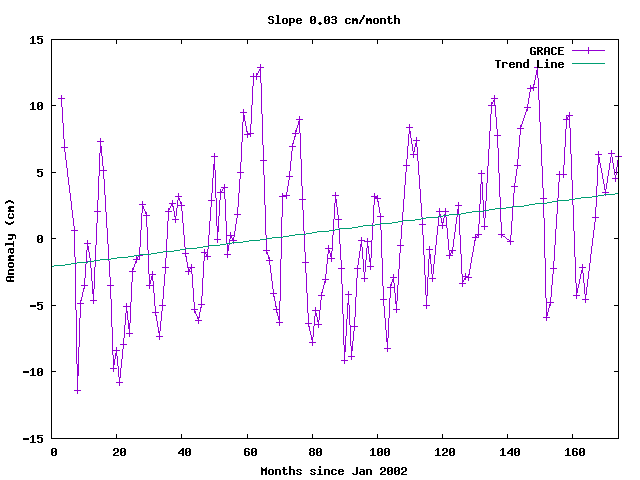 Slope 0.03 cm/month
GRACE
Trend Line
15
10
5
0
-5
-10
-15
Anomaly (cm)
0 20 40 60 80 100 120 140 160
Months since Jan 2002